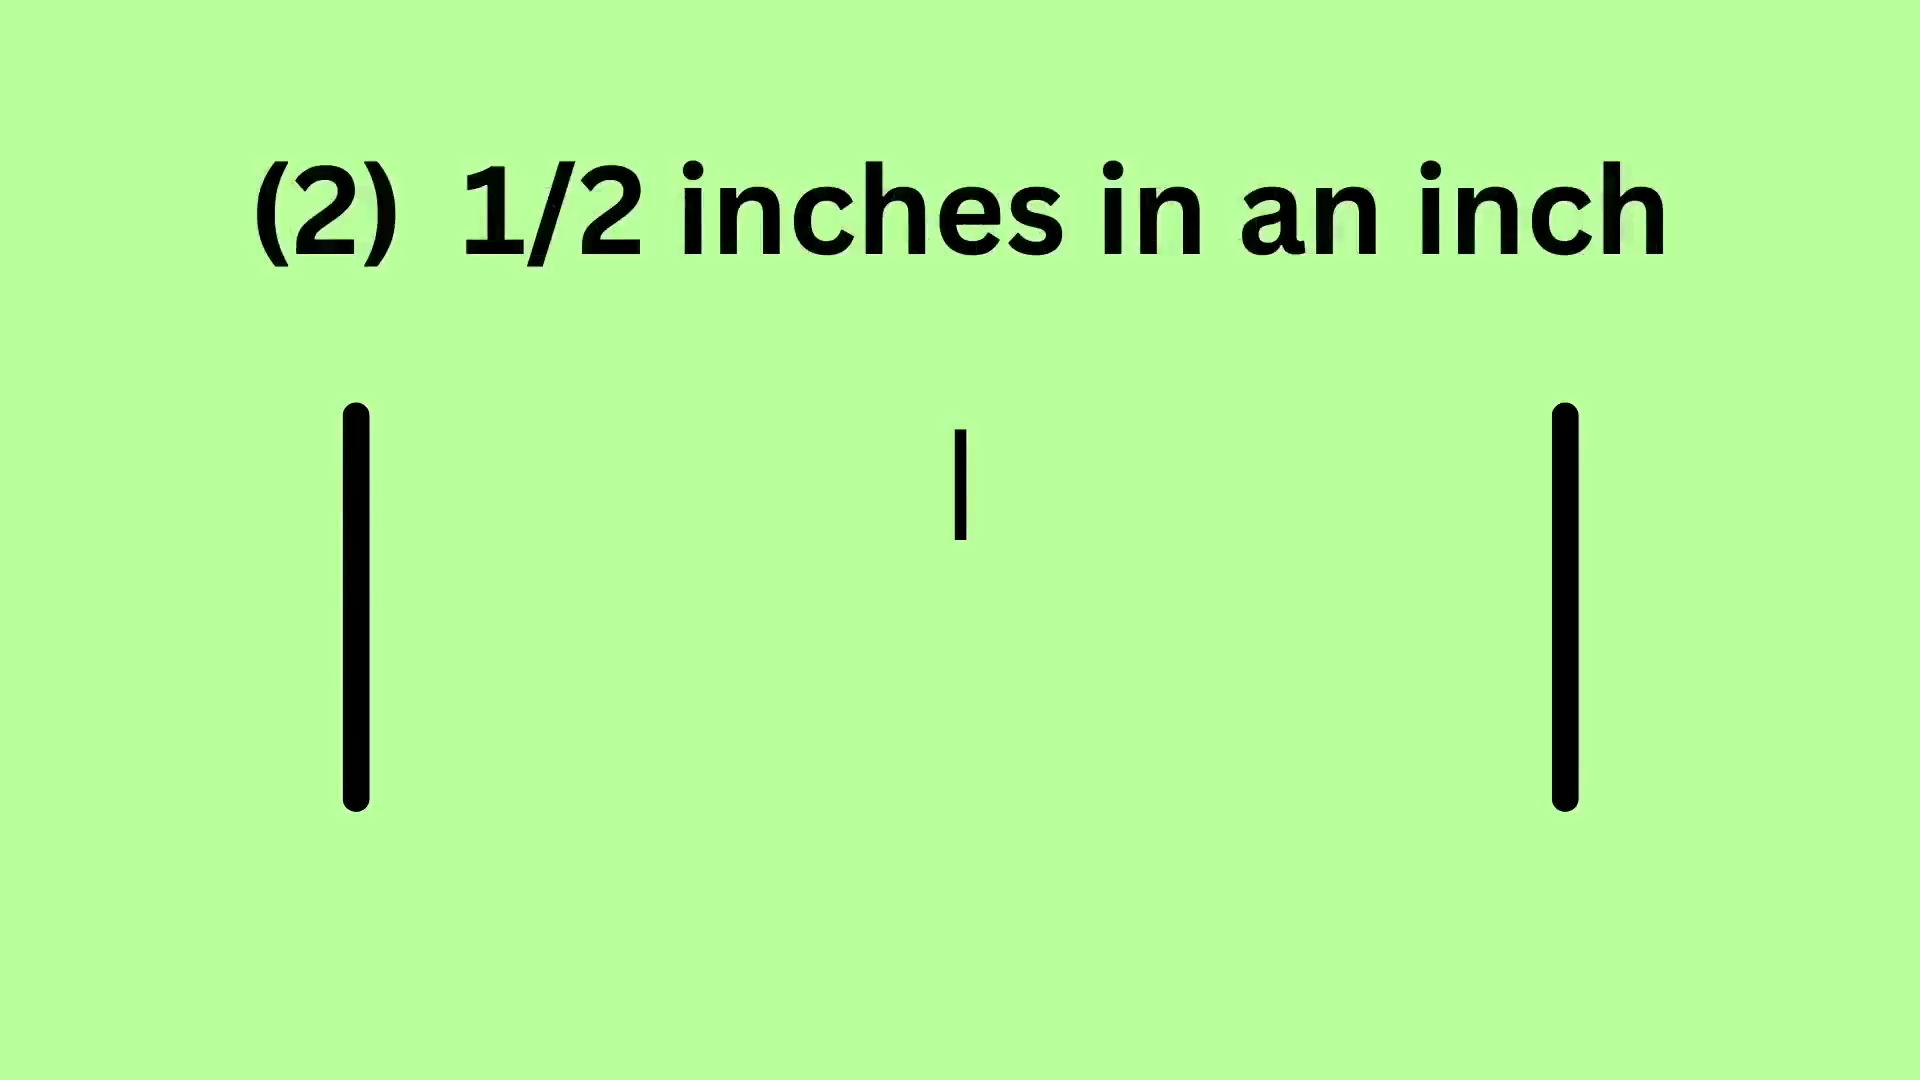 (2) 1/2 inches in an inch